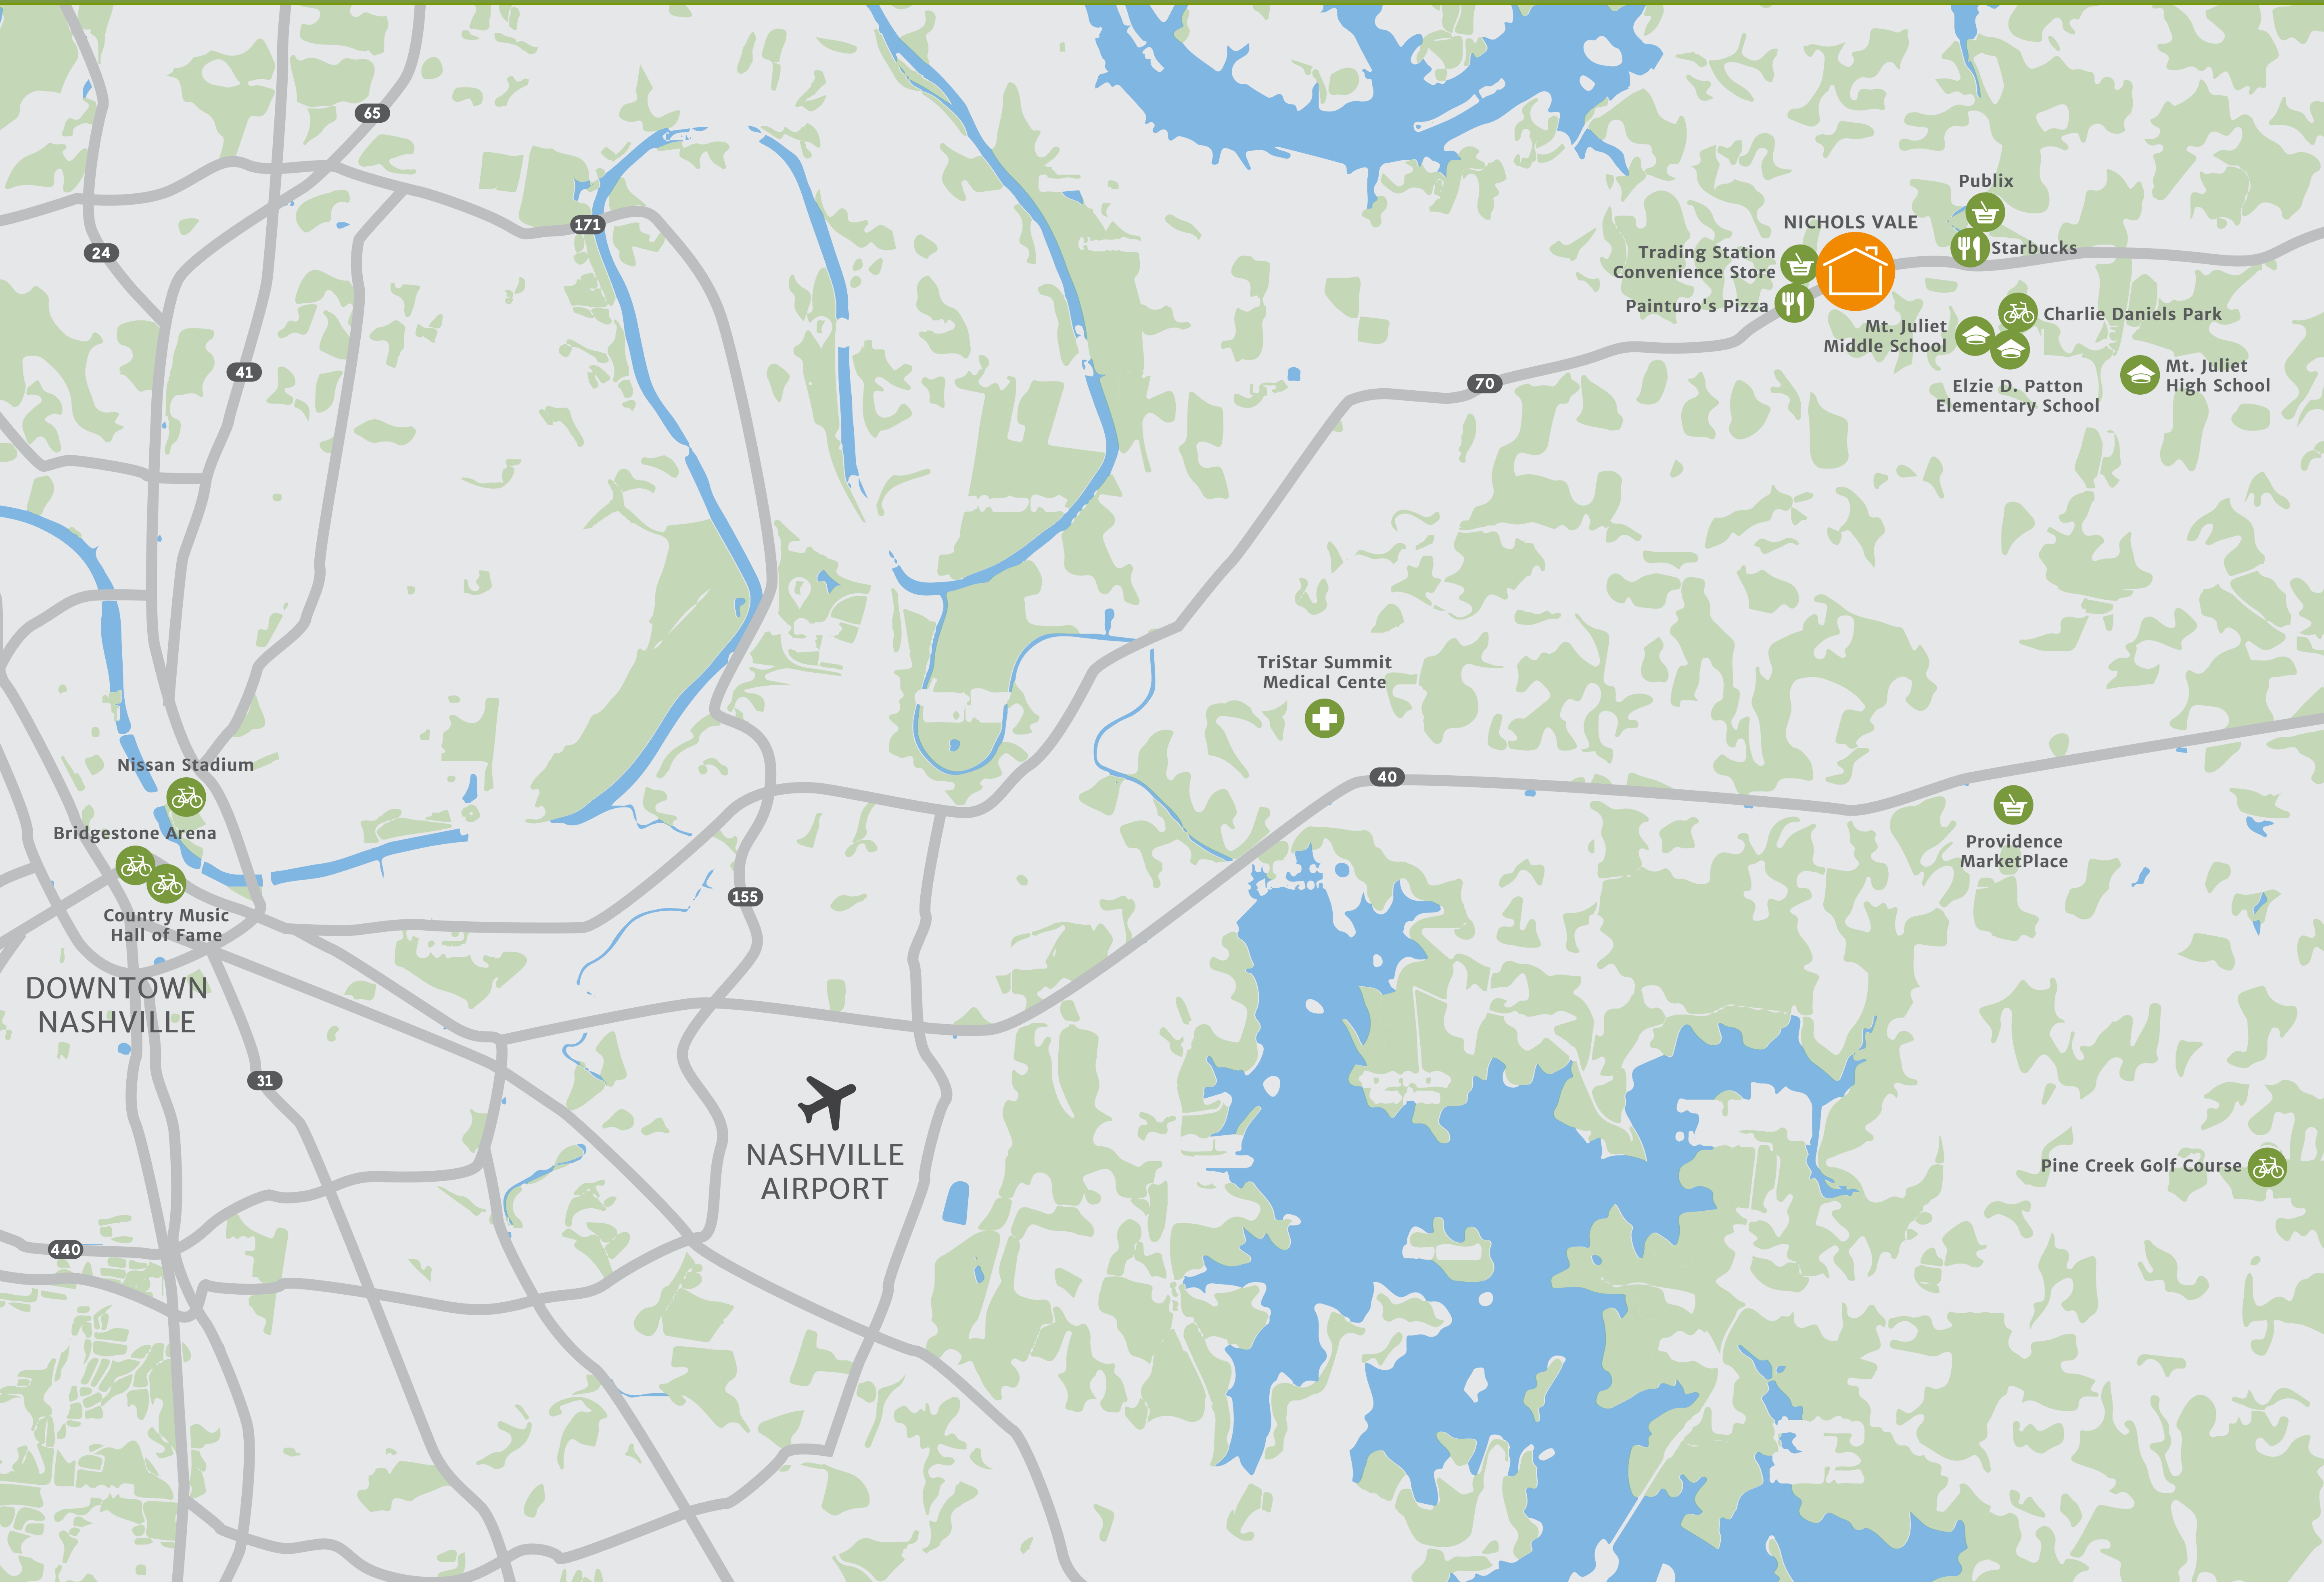 65
171
24
Publix
NICHOLS VALE
Trading Station
Convenience Store
Starbucks
Painturo's Pizza
Charlie Daniels Park
Mt. Juliet
Middle School
Elzie D. Patton
Elementary School
Mt. Juliet
High School
41
70
TriStar Summit
Medical Cente
Nissan Stadium
40
Bridgestone Arena
Providence
MarketPlace
155
Country Music
Hall of Fame
DOWNTOWN
NASHVILLE
31
NASHVILLE
AIRPORT
Pine Creek Golf Course
440